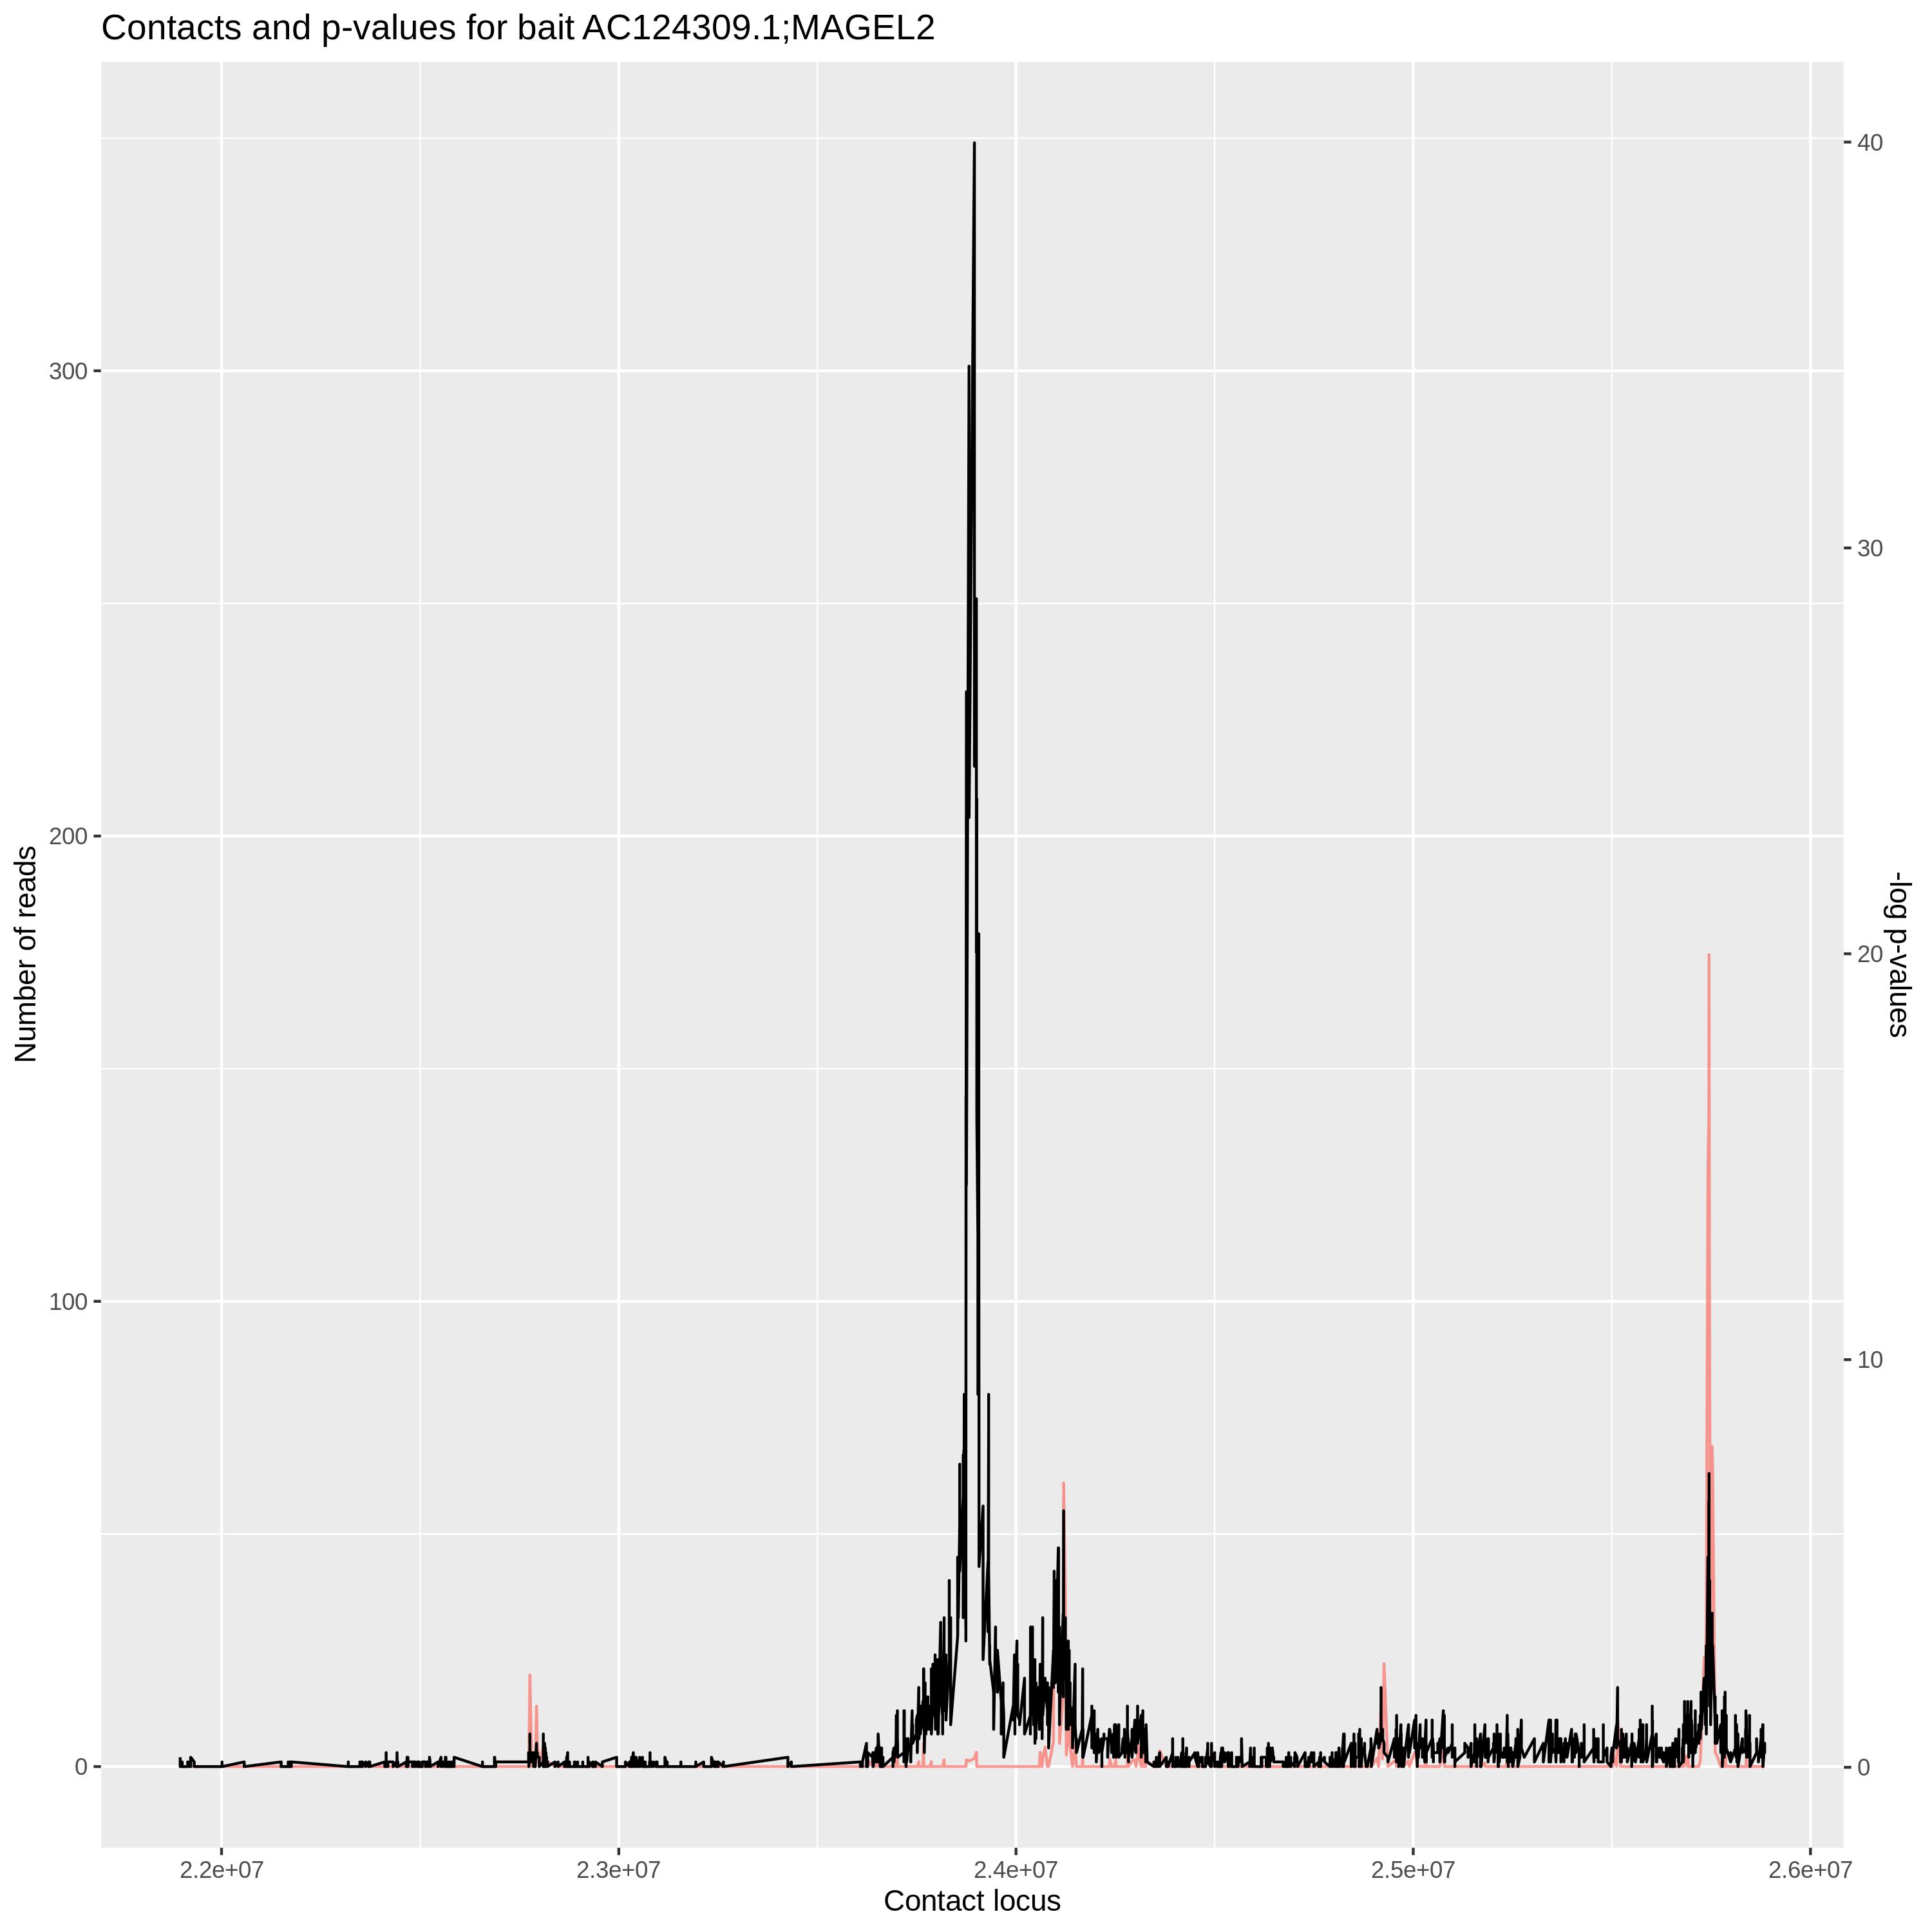 Contacts and p-values for bait AC124309.1;MAGEL2
Number of reads
300
200
100
0
40
30
20
10
0
-log p-values
2.2e+07
2.3e+07
2.4e+07
2.5e+07
2.6e+07
Contact locus